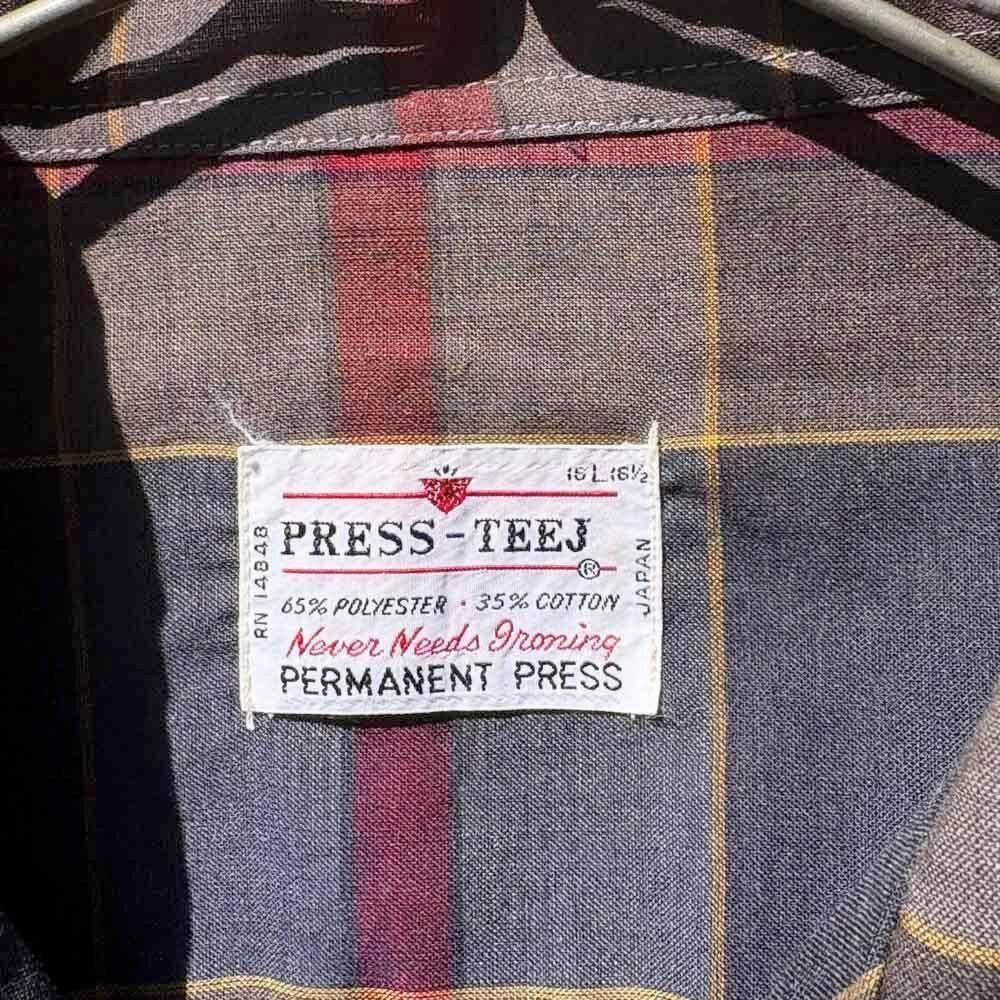 16 L 16½
PRESS-TEEJ
®
65% POLYESTER · 35% COTTON
Never Needs Ironing
PERMANENT PRESS
RN 14848
JAPAN